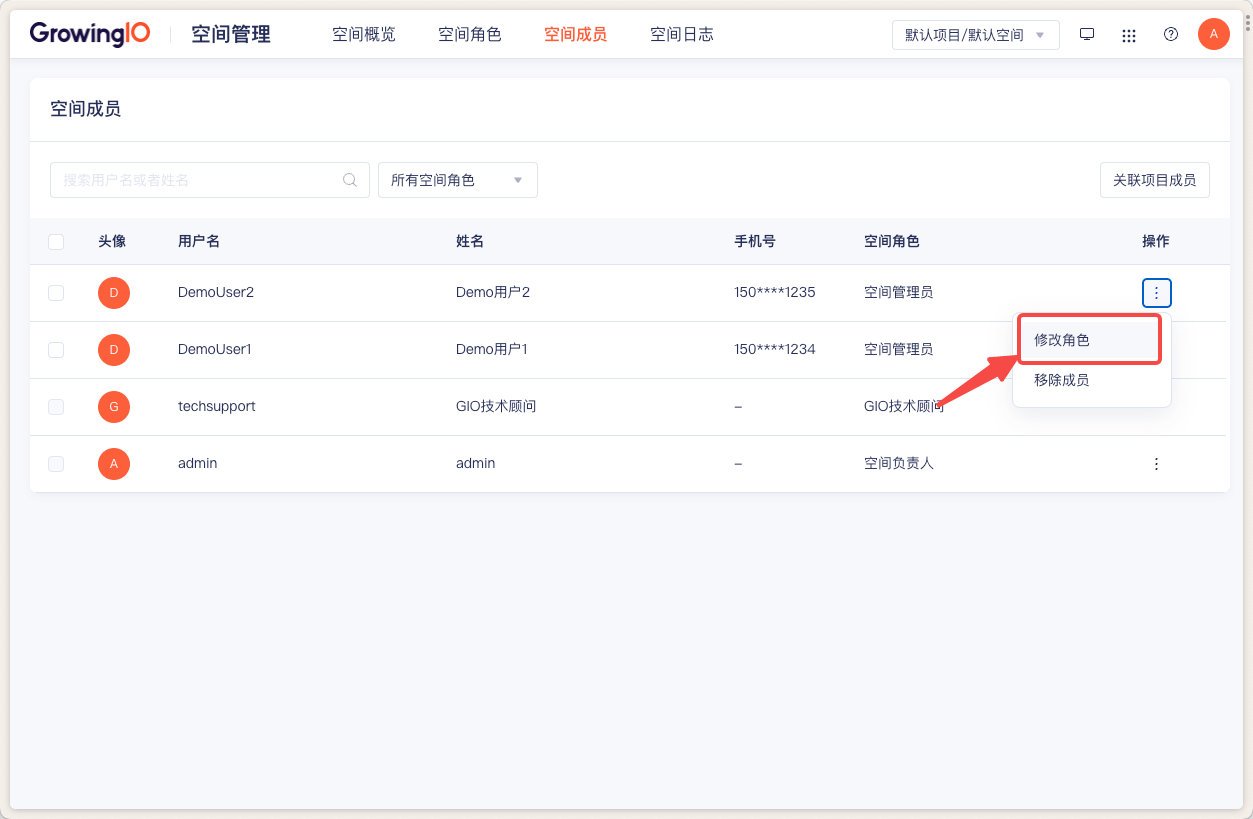 GrowingIO 空间管理 空间概览 空间角色 空间成员 空间日志 默认项目/默认空间 A
空间成员
搜索用户名或者姓名 所有空间角色 关联项目成员
头像 用户名 姓名 手机号 空间角色 操作
D DemoUser2 Demo用户2 150****1235 空间管理员
修改角色
D DemoUser1 Demo用户1 150****1234 空间管理员
移除成员
G techsupport GIO技术顾问 – GIO技术顾问
A admin admin – 空间负责人